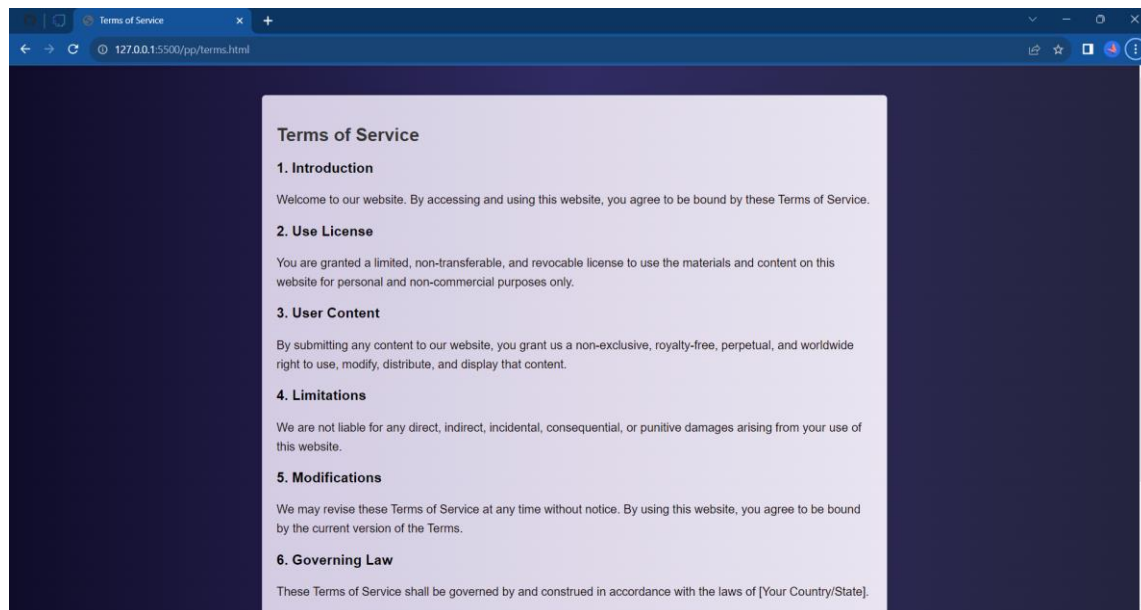 Terms of Service
127.0.0.1:5500/pp/terms.html
Terms of Service
1. Introduction
Welcome to our website. By accessing and using this website, you agree to be bound by these Terms of Service.
2. Use License
You are granted a limited, non-transferable, and revocable license to use the materials and content on this
website for personal and non-commercial purposes only.
3. User Content
By submitting any content to our website, you grant us a non-exclusive, royalty-free, perpetual, and worldwide
right to use, modify, distribute, and display that content.
4. Limitations
We are not liable for any direct, indirect, incidental, consequential, or punitive damages arising from your use of
this website.
5. Modifications
We may revise these Terms of Service at any time without notice. By using this website, you agree to be bound
by the current version of the Terms.
6. Governing Law
These Terms of Service shall be governed by and construed in accordance with the laws of [Your Country/State].